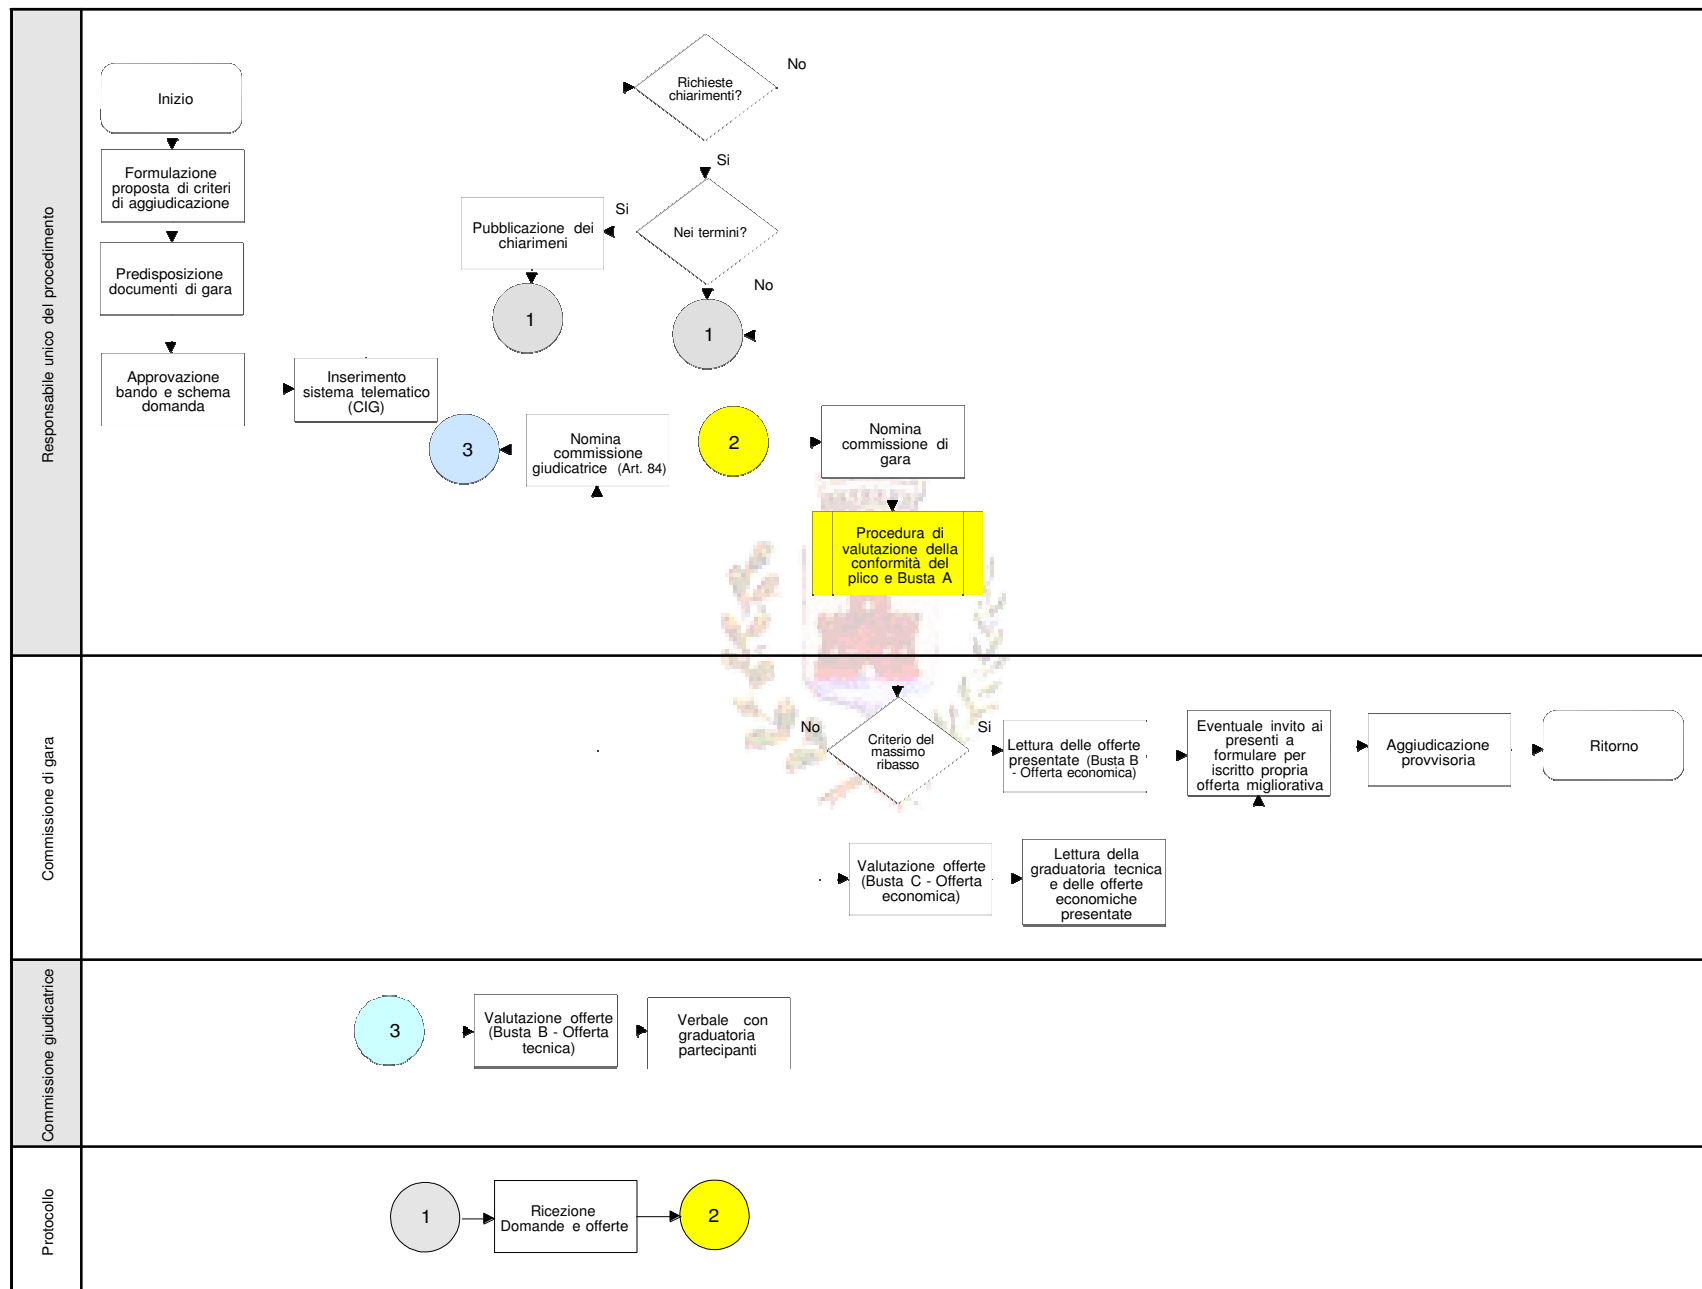 Responsabile unico del procedimento
Inizio
Formulazione
proposta di criteri
di aggiudicazione
Predisposizione
documenti di gara
Approvazione
bando e schema
domanda
Inserimento
sistema telematico
(CIG)
Richieste
chiarimenti?
No
Si
Nei termini?
Si
No
Pubblicazione dei
chiarimeni
1
1
3
Nomina
commissione
giudicatrice (Art. 84)
2
Nomina
commissione di
gara
Procedura di
valutazione della
conformità del
plico e Busta A
Commissione di gara
No
Criterio del
massimo
ribasso
Si
Lettura delle offerte
presentate (Busta B
- Offerta economica)
Eventuale invito ai
presenti a
formulare per
iscritto propria
offerta migliorativa
Aggiudicazione
provvisoria
Ritorno
Valutazione offerte
(Busta C - Offerta
economica)
Lettura della
graduatoria tecnica
e delle offerte
economiche
presentate
Commissione giudicatrice
3
Valutazione offerte
(Busta B - Offerta
tecnica)
Verbale con
graduatoria
partecipanti
Protocollo
1
Ricezione
Domande e offerte
2